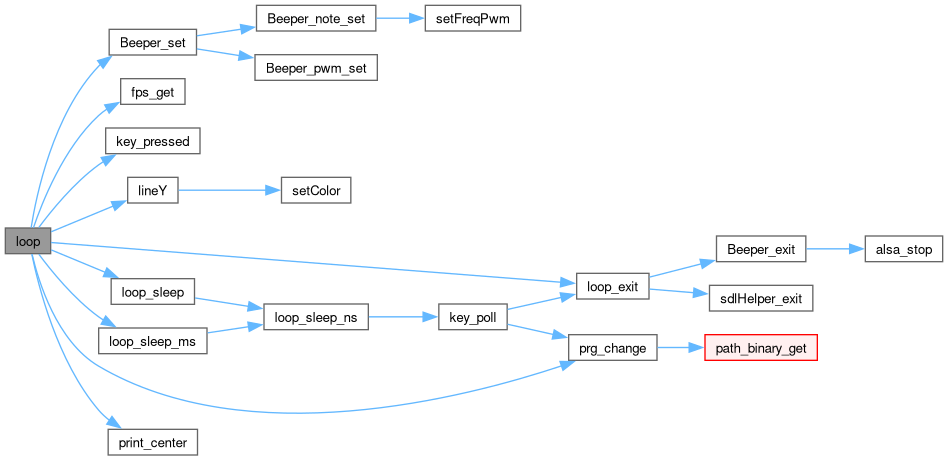 loop
Beeper_set
Beeper_note_set
setFreqPwm
Beeper_pwm_set
fps_get
key_pressed
lineY
setColor
loop_exit
Beeper_exit
alsa_stop
sdlHelper_exit
loop_sleep
loop_sleep_ns
key_poll
prg_change
path_binary_get
loop_sleep_ms
print_center